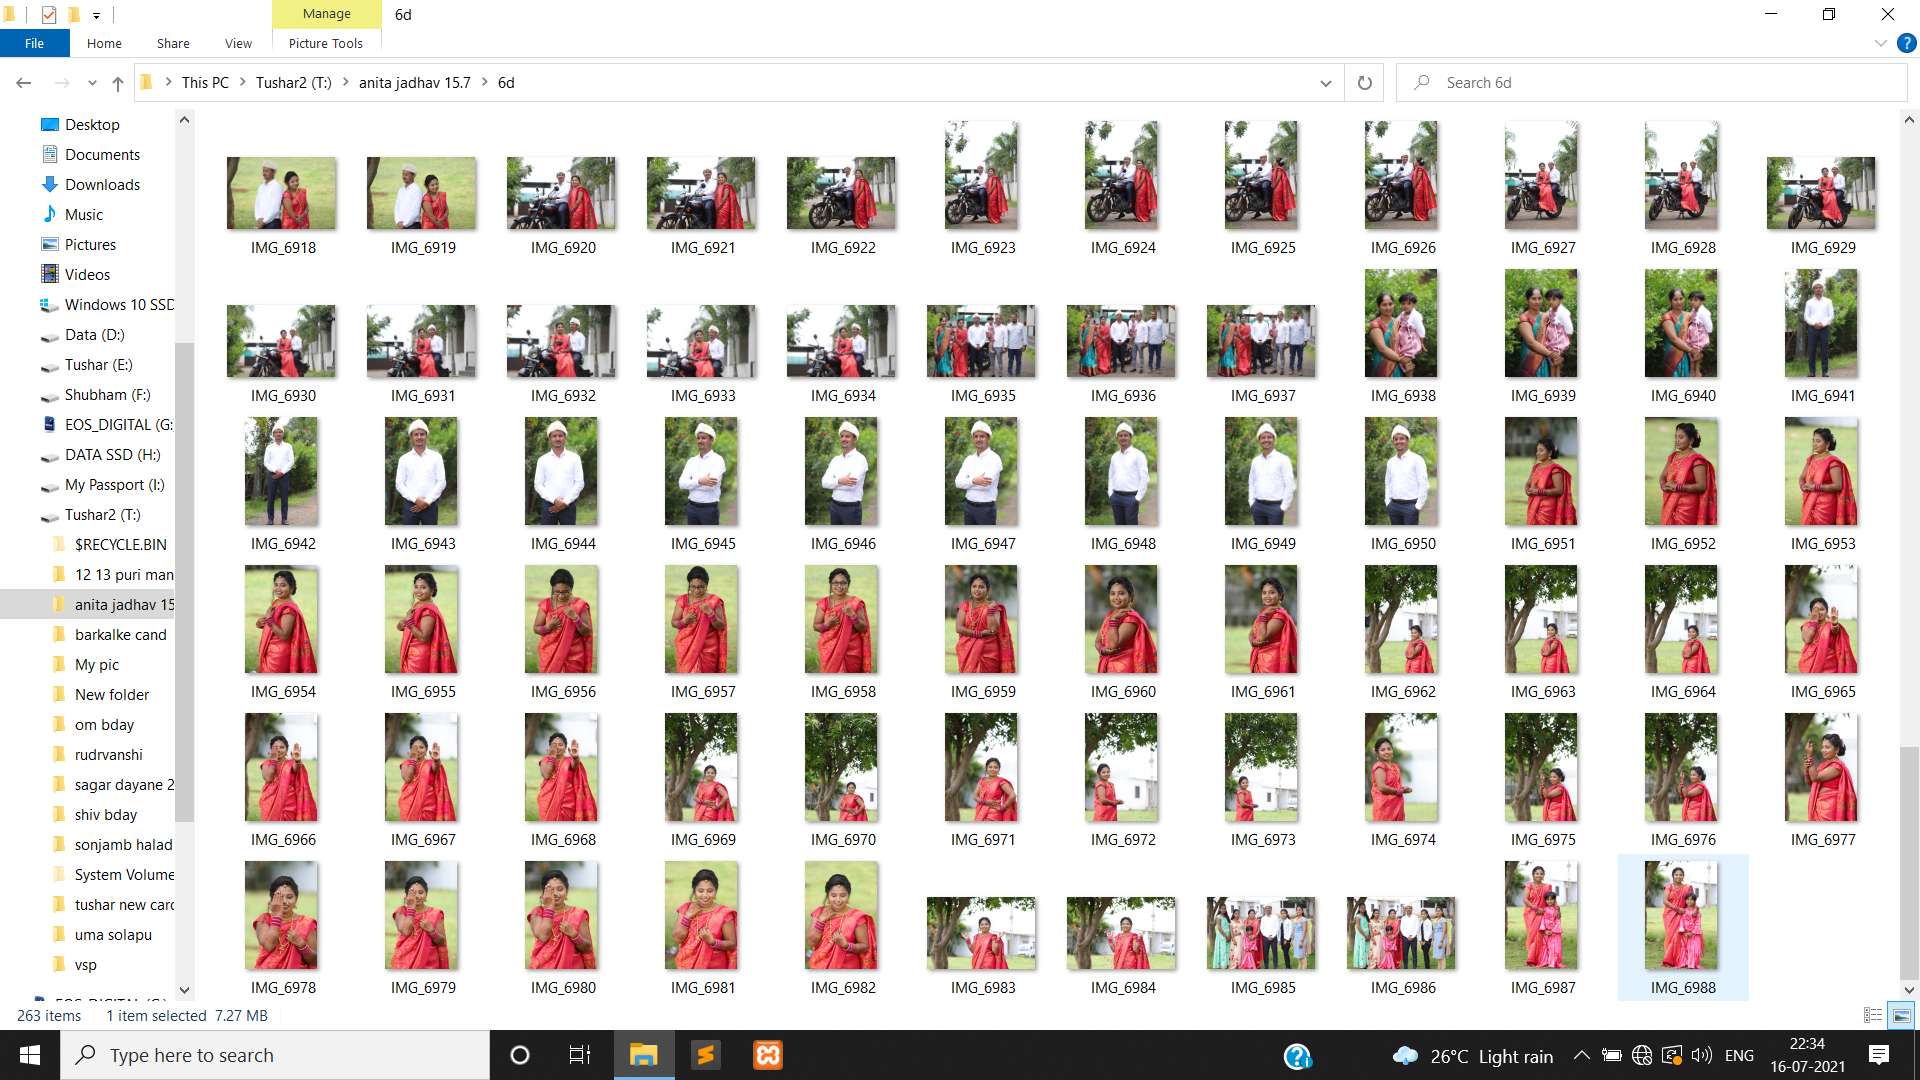 Manage
6d
File
Home
Share
View
Picture Tools
This PC
Tushar2 (T:)
anita jadhav 15.7
6d
Search 6d
Desktop
Documents
Downloads
Music
Pictures
Videos
Windows 10 SSD
Data (D:)
Tushar (E:)
Shubham (F:)
EOS_DIGITAL (G:
DATA SSD (H:)
My Passport (I:)
Tushar2 (T:)
$RECYCLE.BIN
12 13 puri man
anita jadhav 15
barkalke cand
My pic
New folder
om bday
rudrvanshi
sagar dayane 2
shiv bday
sonjamb halad
System Volume
tushar new card
uma solapu
vsp
IMG_6918 IMG_6919 IMG_6920 IMG_6921 IMG_6922 IMG_6923 IMG_6924 IMG_6925 IMG_6926 IMG_6927 IMG_6928 IMG_6929
IMG_6930 IMG_6931 IMG_6932 IMG_6933 IMG_6934 IMG_6935 IMG_6936 IMG_6937 IMG_6938 IMG_6939 IMG_6940 IMG_6941
IMG_6942 IMG_6943 IMG_6944 IMG_6945 IMG_6946 IMG_6947 IMG_6948 IMG_6949 IMG_6950 IMG_6951 IMG_6952 IMG_6953
IMG_6954 IMG_6955 IMG_6956 IMG_6957 IMG_6958 IMG_6959 IMG_6960 IMG_6961 IMG_6962 IMG_6963 IMG_6964 IMG_6965
IMG_6966 IMG_6967 IMG_6968 IMG_6969 IMG_6970 IMG_6971 IMG_6972 IMG_6973 IMG_6974 IMG_6975 IMG_6976 IMG_6977
IMG_6978 IMG_6979 IMG_6980 IMG_6981 IMG_6982 IMG_6983 IMG_6984 IMG_6985 IMG_6986 IMG_6987 IMG_6988
263 items 1 item selected 7.27 MB
Type here to search
26°C Light rain
ENG
22:34
16-07-2021